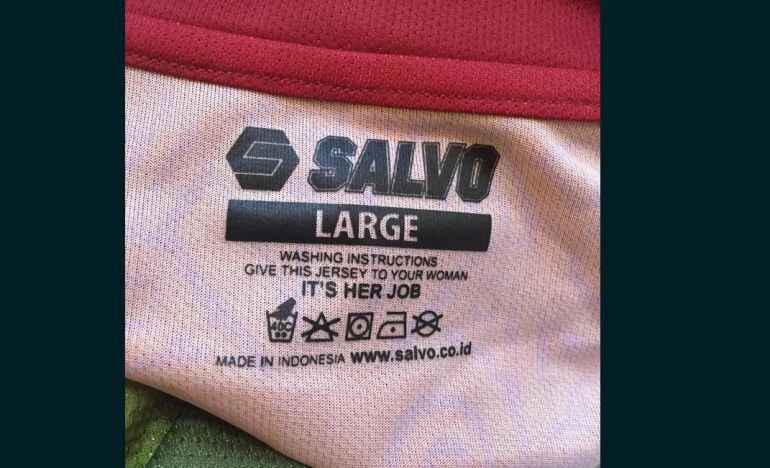 SALVO
LARGE
WASHING INSTRUCTIONS
GIVE THIS JERSEY TO YOUR WOMAN
IT'S HER JOB
40C
MADE IN INDONESIA www.salvo.co.id